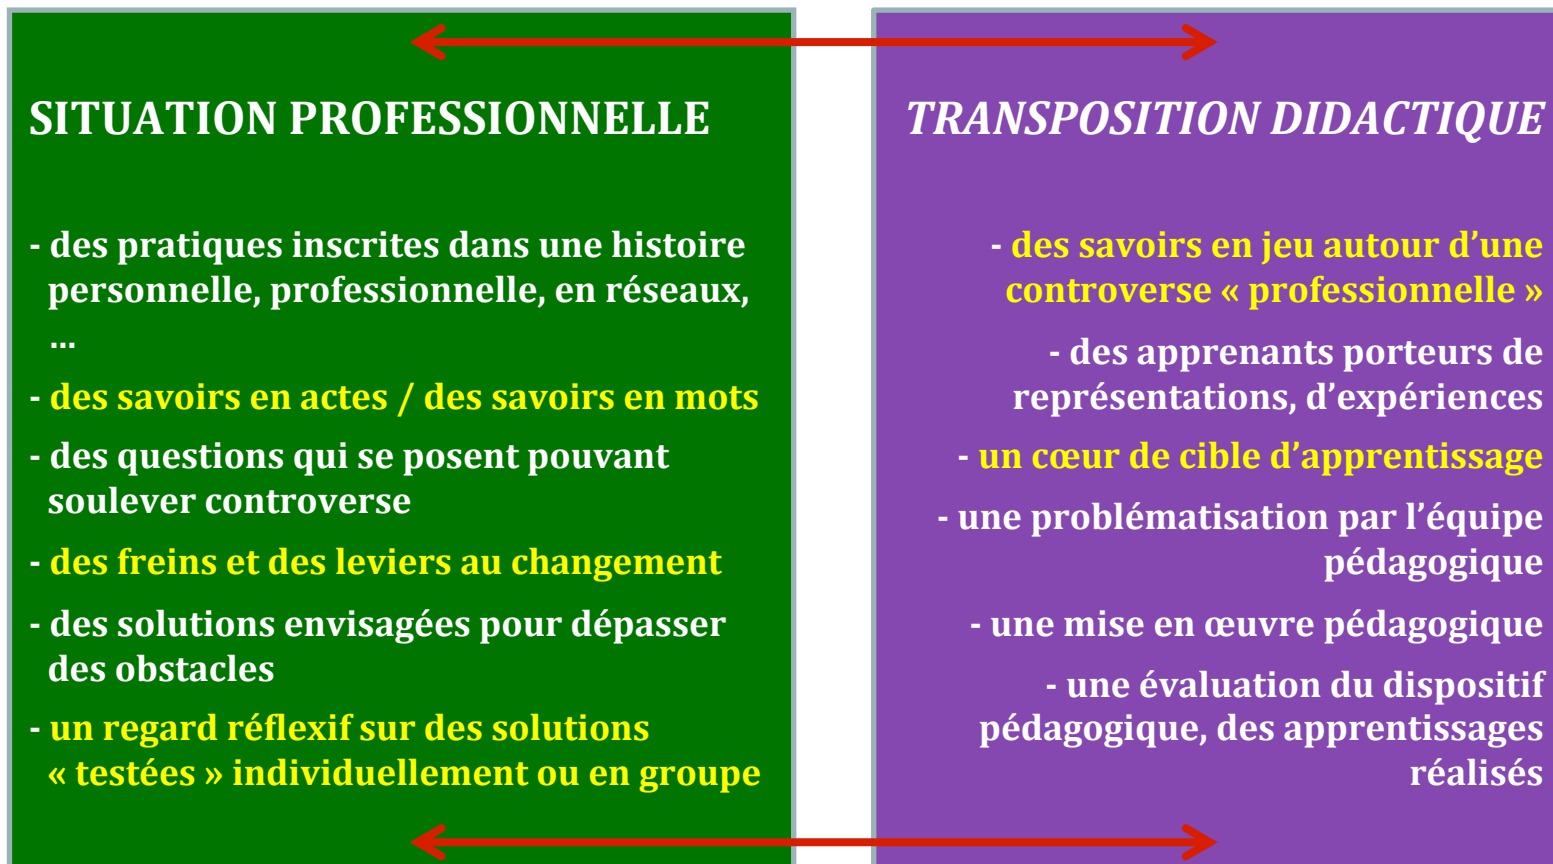 SITUATION PROFESSIONNELLE
- des pratiques inscrites dans une histoire
personnelle, professionnelle, en réseaux,
...
- des savoirs en actes / des savoirs en mots
- des questions qui se posent pouvant
soulever controverse
- des freins et des leviers au changement
- des solutions envisagées pour dépasser
des obstacles
- un regard réflexif sur des solutions
« testées » individuellement ou en groupe
TRANSPOSITION DIDACTIQUE
- des savoirs en jeu autour d’une
controverse « professionnelle »
- des apprenants porteurs de
représentations, d’expériences
- un cœur de cible d’apprentissage
- une problématisation par l’équipe
pédagogique
- une mise en œuvre pédagogique
- une évaluation du dispositif
pédagogique, des apprentissages
réalisés